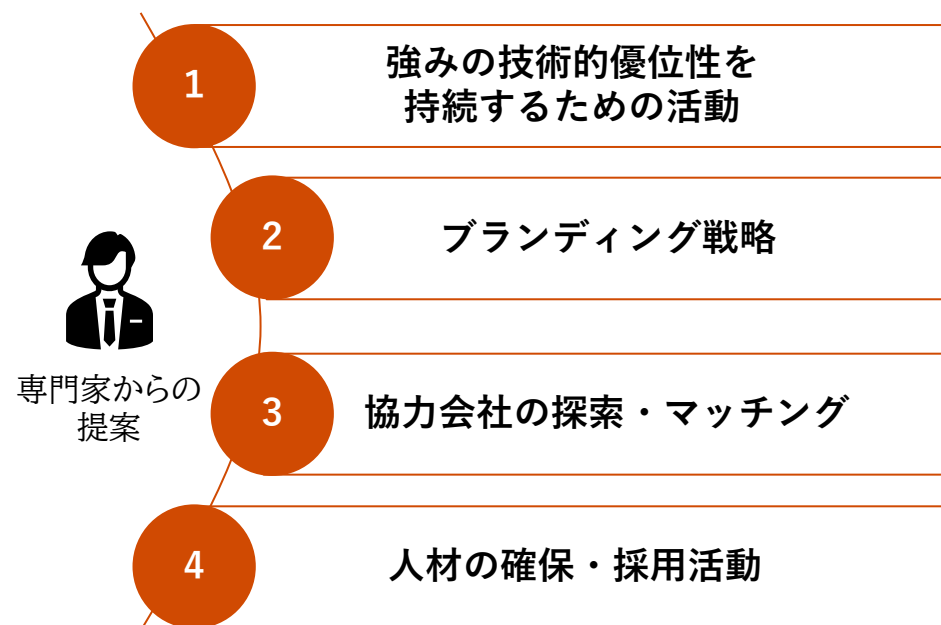 1
強みの技術的優位性を
持続するための活動
2
ブランディング戦略
専門家からの
提案
3
協力会社の探索・マッチング
4
人材の確保・採用活動